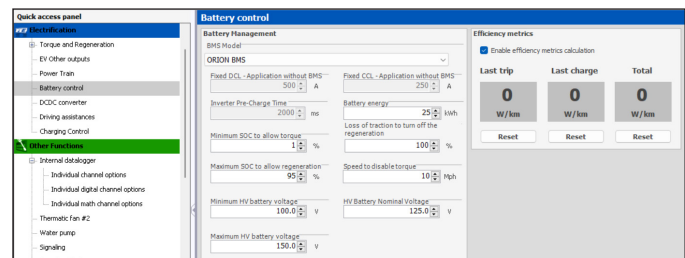 Quick access panel
Electrification
Torque and Regeneration
EV Other outputs
Power Train
Battery control
DCDC converter
Driving assistances
Charging Control
Other Functions
Internal datalogger
Individual channel options
Individual digital channel options
Individual math channel options
Thermatic fan #2
Water pump
Signaling
Battery control
Battery Management
BMS Model
ORION BMS
Fixed DCL - Application without BMS
500 A
Fixed CCL - Application without BMS
250 A
Inverter Pre-Charge Time
2000 ms
Battery energy
25 kWh
Minimum SOC to allow torque
1 %
Loss of traction to turn off the
regeneration
100 %
Maximum SOC to allow regeneration
95 %
Speed to disable torque
10 Mph
Minimum HV battery voltage
100.0 V
HV Battery Nominal Voltage
125.0 V
Maximum HV battery voltage
150.0 V
Efficiency metrics
Enable efficiency metrics calculation
Last trip Last charge Total
0 0 0
W/km W/km W/km
Reset Reset Reset